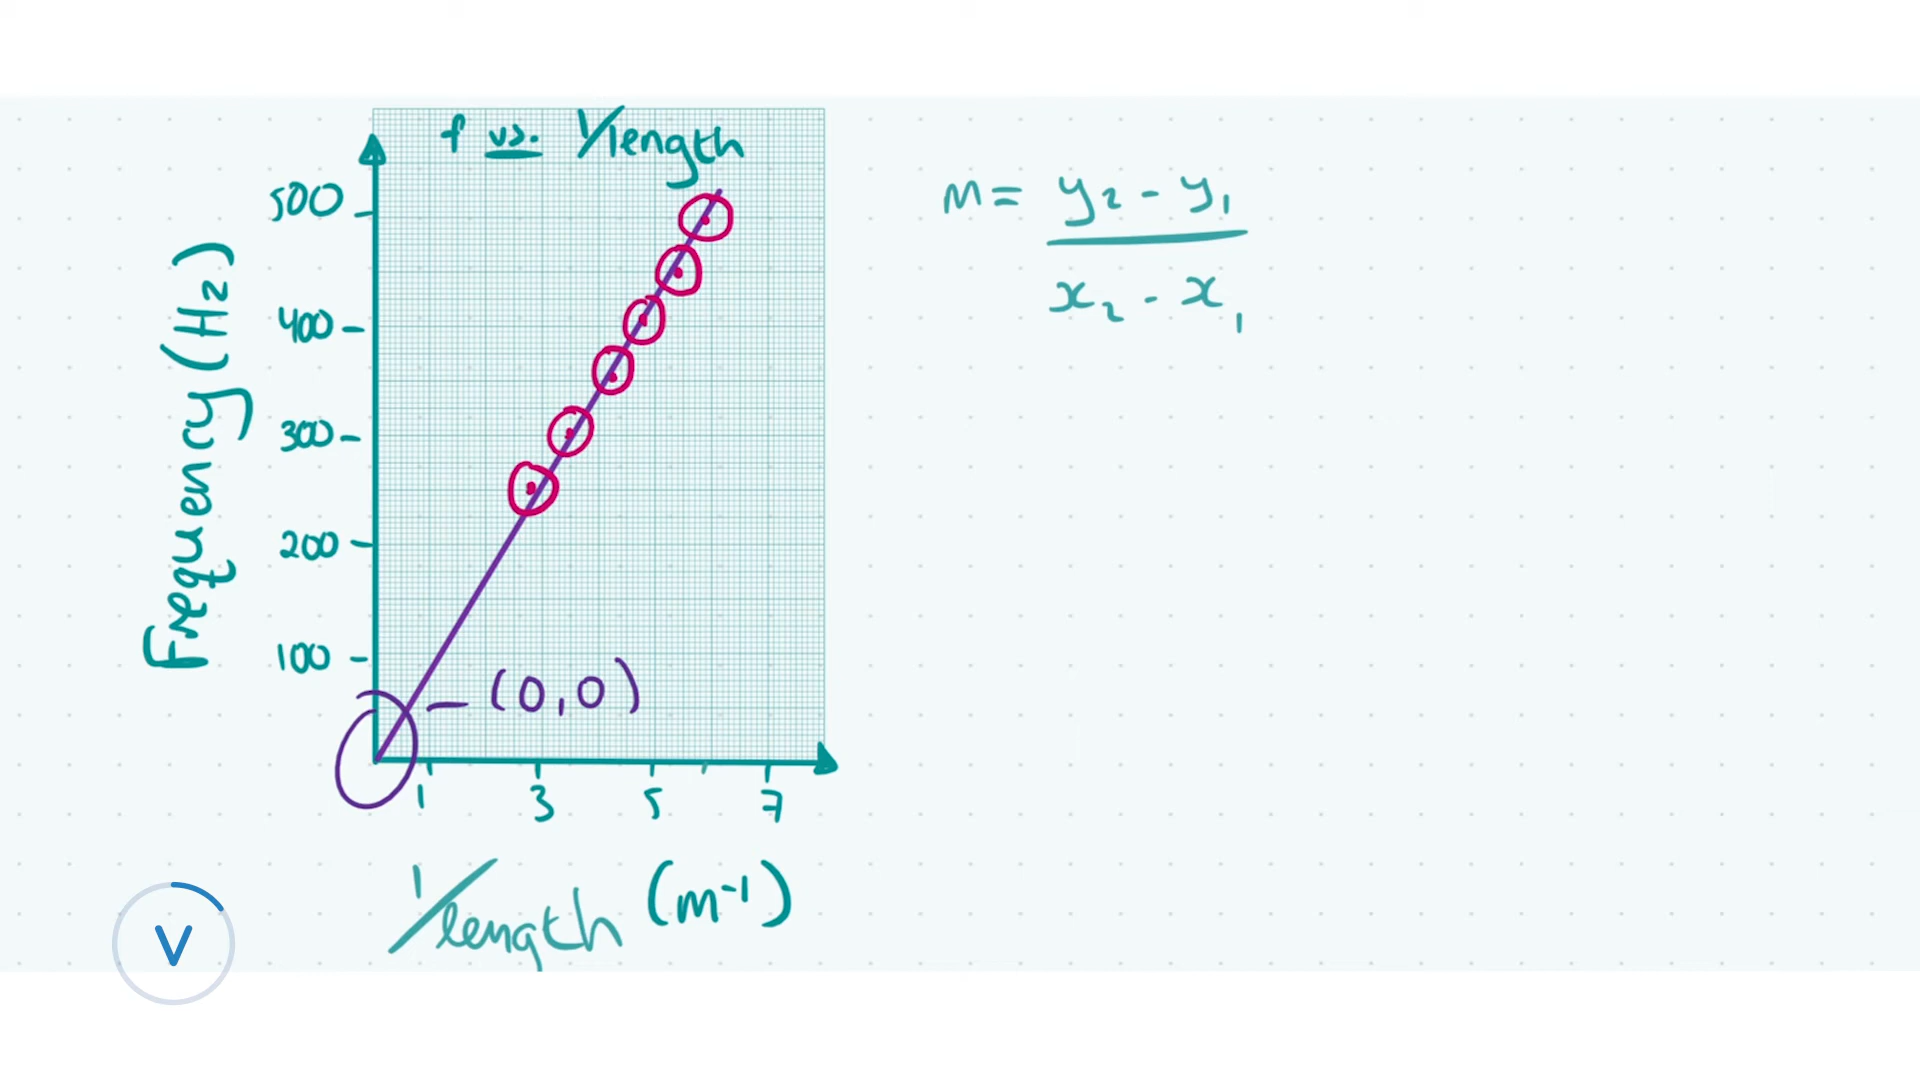 f vs. 1/length
Frequency (Hz)
500
400
300
200
100
(0,0)
1 3 5 7
1/length (m⁻¹)
m = y₂ - y₁
x₂ - x₁
V